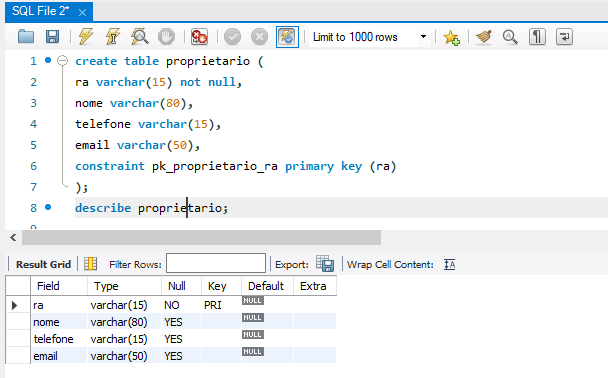 SQL File 2*
Limit to 1000 rows
1 create table proprietario (
2 ra varchar(15) not null,
3 nome varchar(80),
4 telefone varchar(15),
5 email varchar(50),
6 constraint pk_proprietario_ra primary key (ra)
7 );
8 describe proprietario;
Result Grid Filter Rows: Export: Wrap Cell Content: IA
Field Type Null Key Default Extra
ra varchar(15) NO PRI NULL
nome varchar(80) YES NULL
telefone varchar(15) YES NULL
email varchar(50) YES NULL